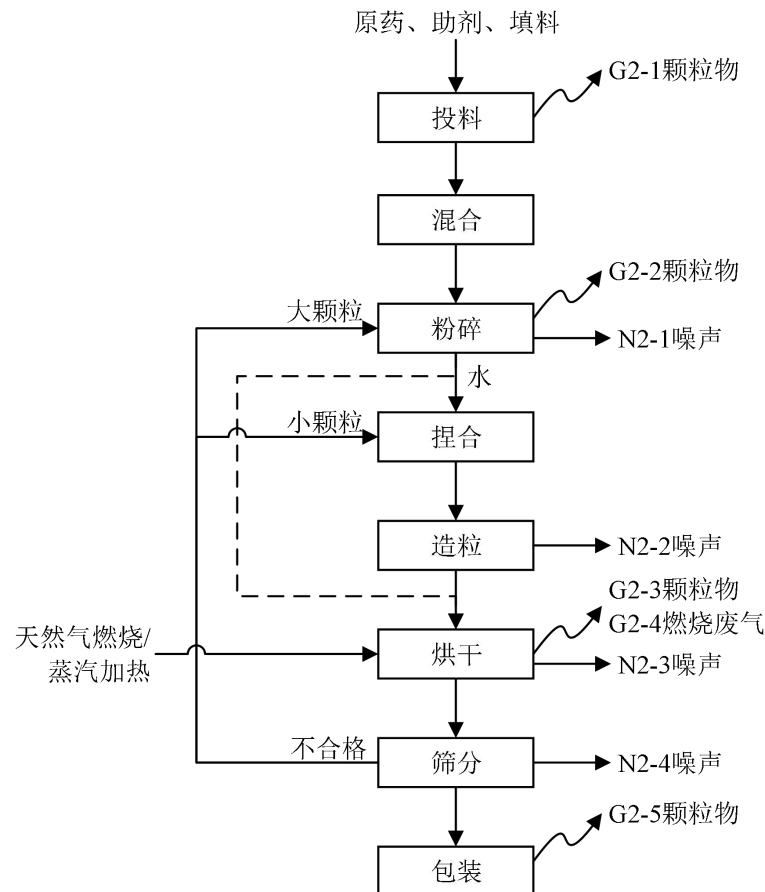 原药、助剂、填料
G2-1颗粒物
投料
混合
G2-2颗粒物
大颗粒
粉碎
N2-1噪声
水
小颗粒
捏合
造粒
N2-2噪声
G2-3颗粒物
G2-4燃烧废气
天然气燃烧/
蒸汽加热
烘干
N2-3噪声
不合格
筛分
N2-4噪声
G2-5颗粒物
包装